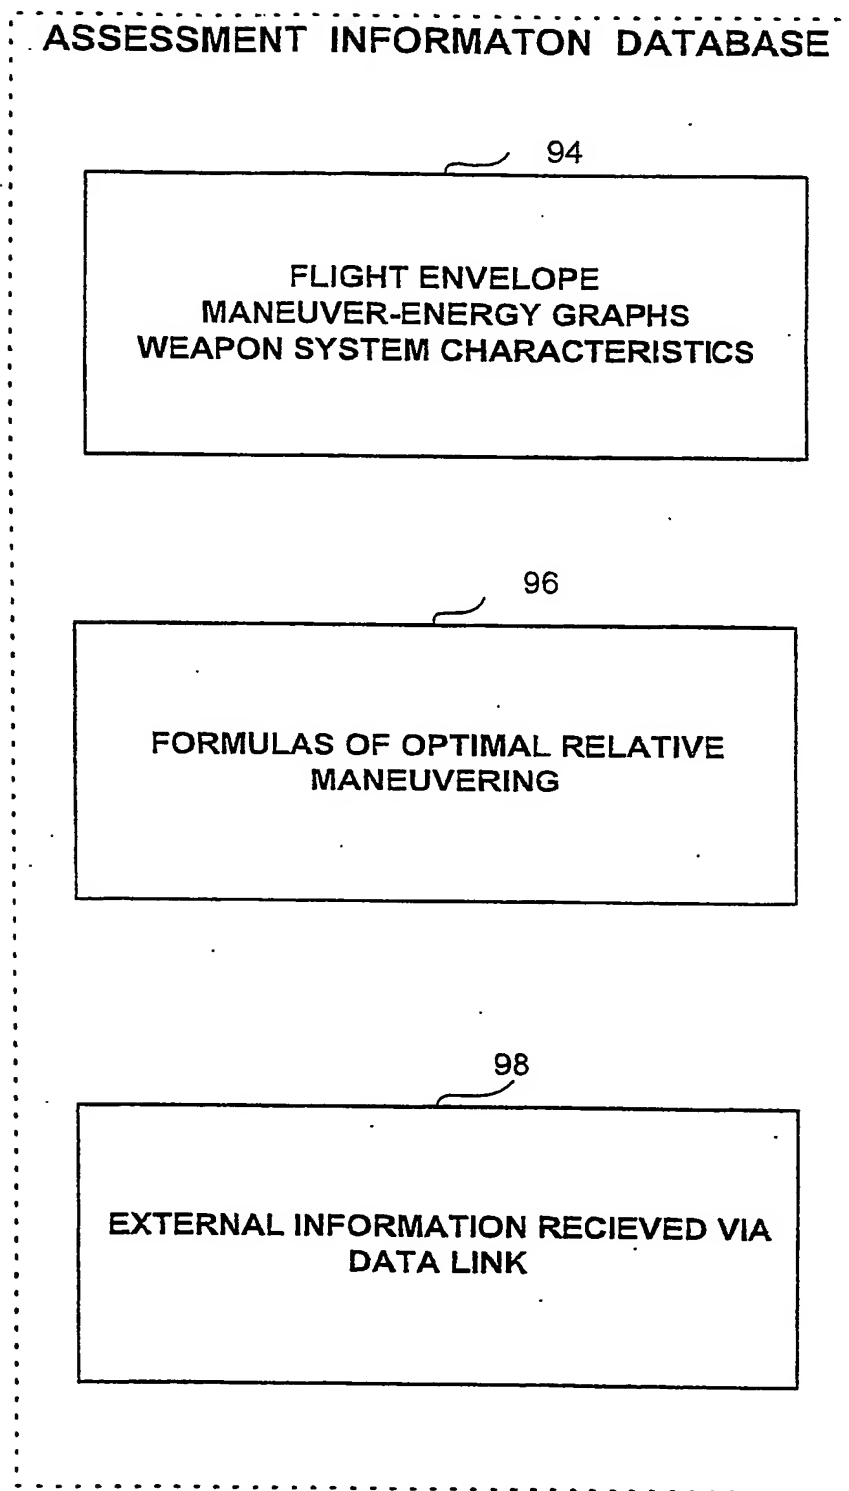 ASSESSMENT INFORMATON DATABASE
94
FLIGHT ENVELOPE
MANEUVER-ENERGY GRAPHS
WEAPON SYSTEM CHARACTERISTICS
96
FORMULAS OF OPTIMAL RELATIVE
MANEUVERING
98
EXTERNAL INFORMATION RECIEVED VIA
DATA LINK